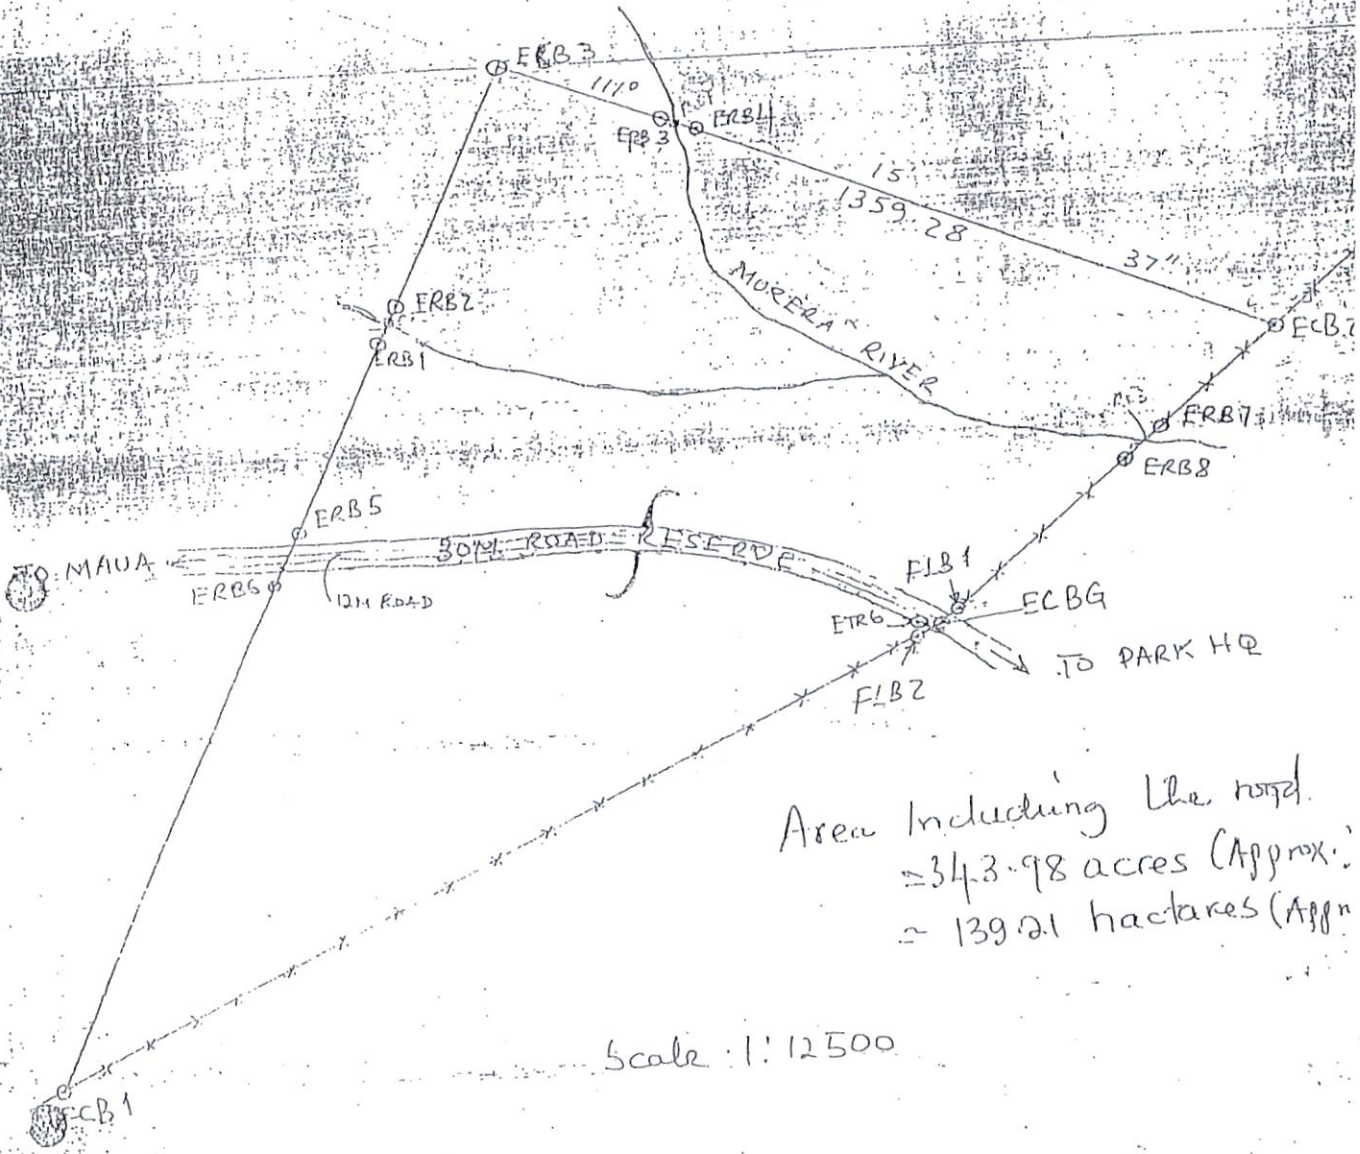 ERB3
ERB4
ERB3
15
1359.28
37"
MURERA RIVER
ERB2
ERB1
ERB7
ERB8
ERB5
TO MAUA
30M ROAD RESERVE
ERB6
12M ROAD
FLB1
ECBG
ETR6
TO PARK HQ
FLB2
Area Including the road
=343.98 acres (Approx.
= 139.21 hactares (App
Scale :1:12500
ECB1